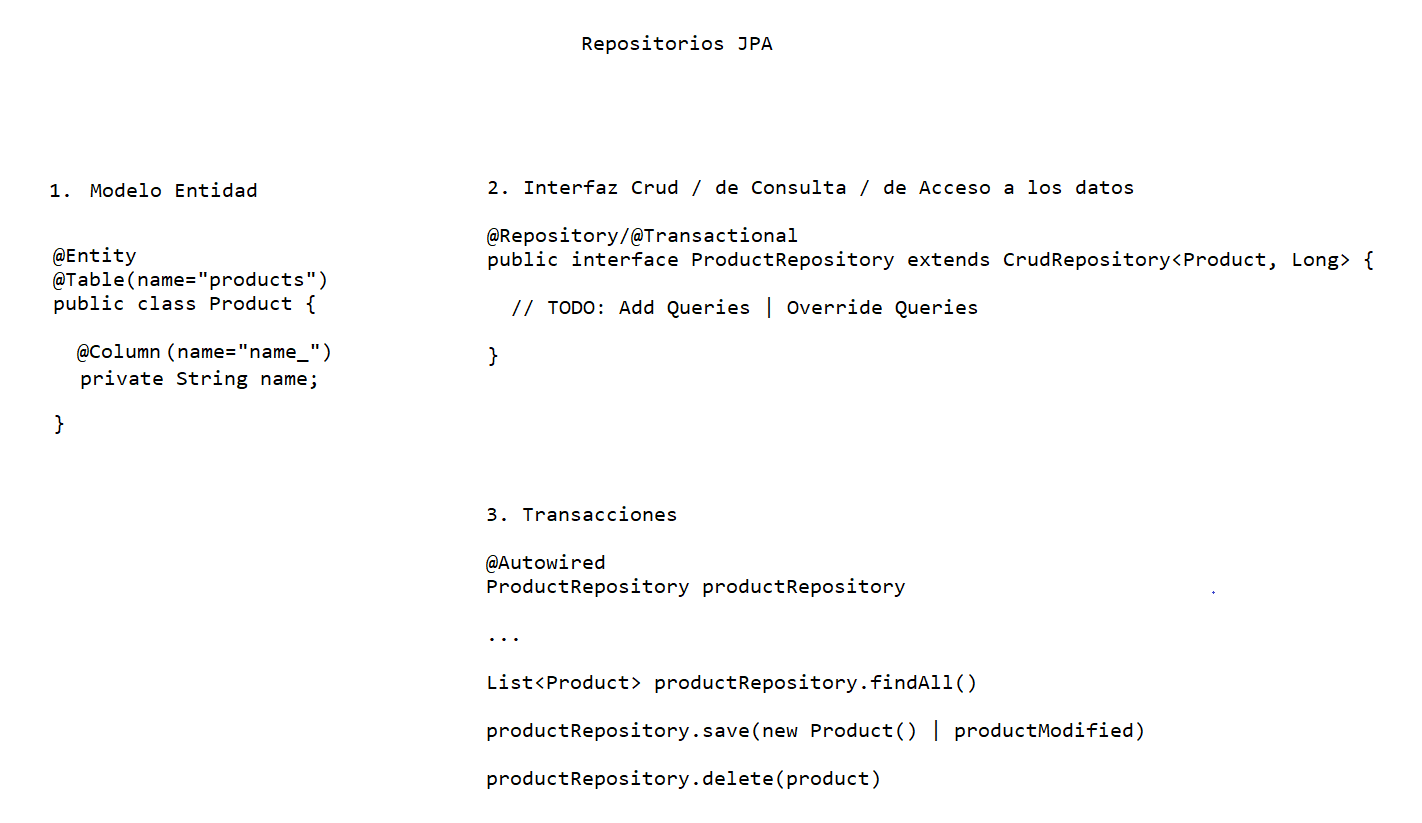 Repositorios JPA
1. Modelo Entidad
@Entity
@Table(name="products")
public class Product {
@Column(name="name_")
private String name;
}
2. Interfaz Crud / de Consulta / de Acceso a los datos
@Repository/@Transactional
public interface ProductRepository extends CrudRepository<Product, Long> {
// TODO: Add Queries | Override Queries
}
3. Transacciones
@Autowired
ProductRepository productRepository
...
List<Product> productRepository.findAll()
productRepository.save(new Product() | productModified)
productRepository.delete(product)